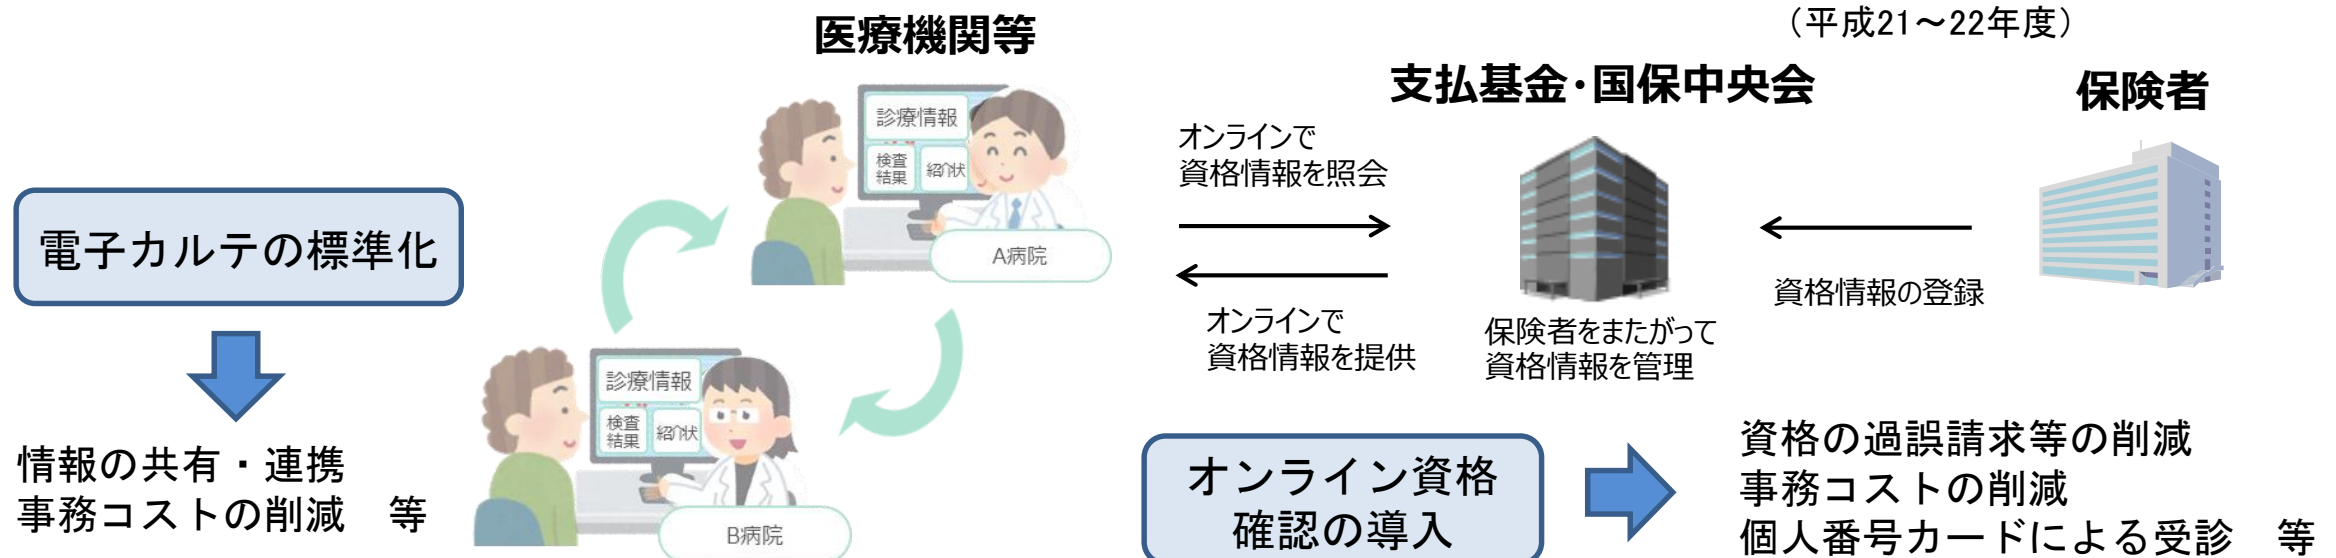 （平成21～22年度）
医療機関等
支払基金・国保中央会
保険者
診療情報
検査
結果
紹介状
A病院
オンラインで
資格情報を照会
オンラインで
資格情報を提供
保険者をまたがって
資格情報を管理
資格情報の登録
電子カルテの標準化
情報の共有・連携
事務コストの削減　等
診療情報
検査
結果
紹介状
B病院
オンライン資格
確認の導入
資格の過誤請求等の削減
事務コストの削減
個人番号カードによる受診　等